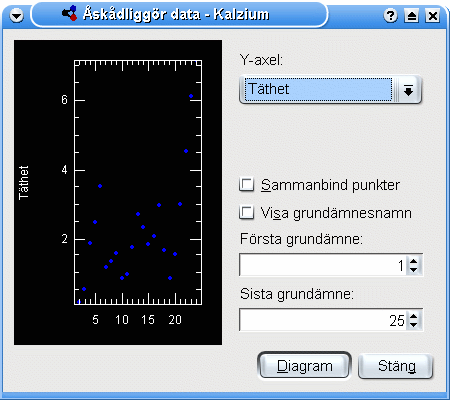 Åskådliggör data - Kalzium
Y-axel:
Täthet
Sammanbind punkter
Visa grundämnesnamn
Första grundämne:
1
Sista grundämne:
25
Diagram
Stäng
Täthet
6
4
2
5 10 15 20